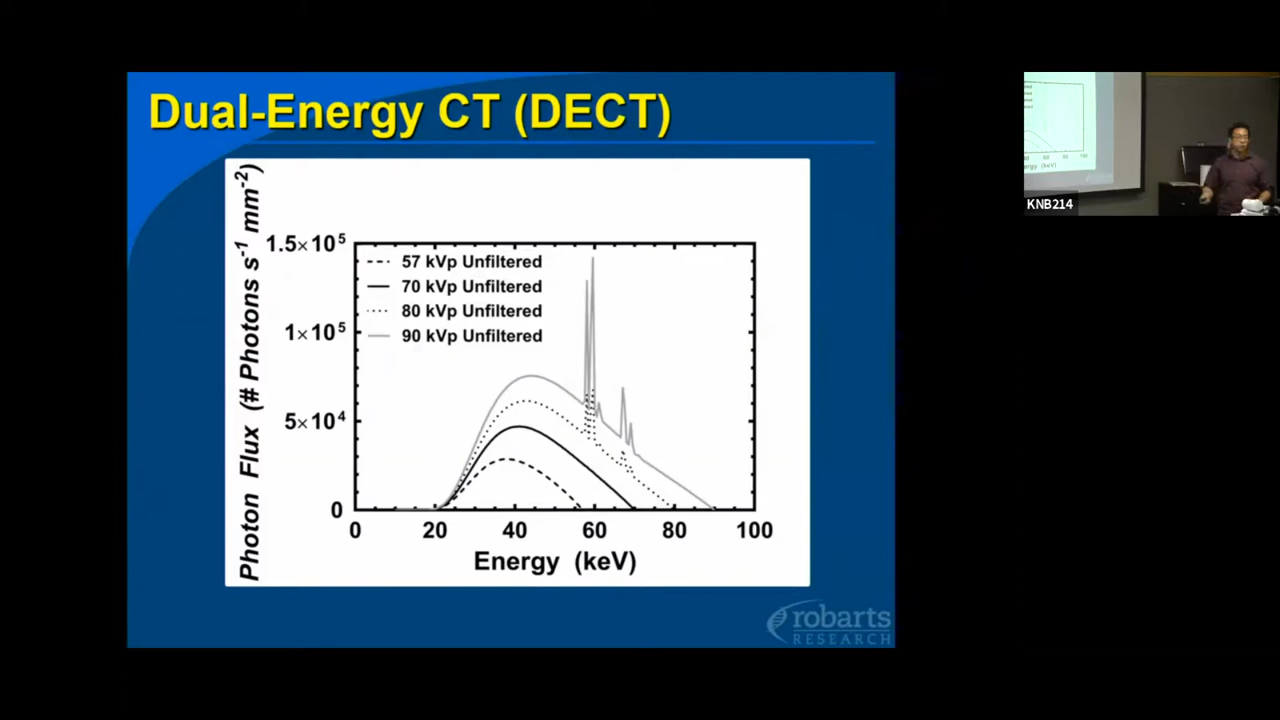 Dual-Energy CT (DECT)
Photon Flux (# Photons s-1 mm-2)
1.5×10^5
1×10^5
5×10^4
0
57 kVp Unfiltered
70 kVp Unfiltered
80 kVp Unfiltered
90 kVp Unfiltered
0 20 40 60 80 100
Energy (keV)
robarts
RESEARCH
KNB214